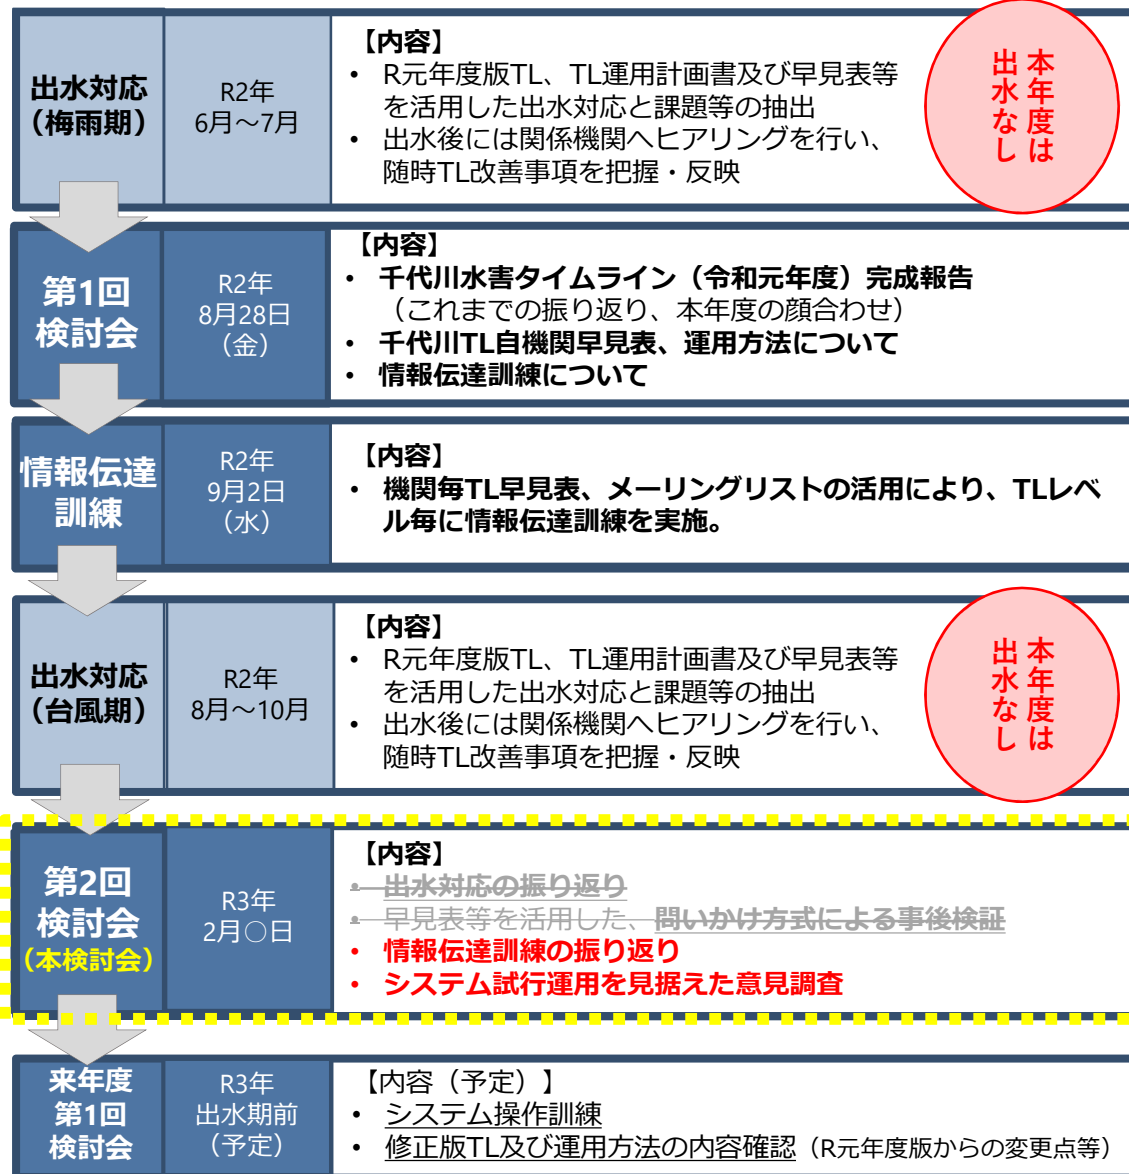 出水対応
（梅雨期）
R2年
6月～7月
【内容】
• R元年度版TL、TL運用計画書及び早見表等
を活用した出水対応と課題等の抽出
• 出水後には関係機関へヒアリングを行い、
随時TL改善事項を把握・反映
本年度は
出水なし
第1回
検討会
R2年
8月28日
（金）
【内容】
• 千代川水害タイムライン（令和元年度）完成報告
（これまでの振り返り、本年度の顔合わせ）
• 千代川TL自機関早見表、運用方法について
• 情報伝達訓練について
情報伝達
訓練
R2年
9月2日
（水）
【内容】
• 機関毎TL早見表、メーリングリストの活用により、TLレベ
ル毎に情報伝達訓練を実施。
出水対応
（台風期）
R2年
8月～10月
【内容】
• R元年度版TL、TL運用計画書及び早見表等
を活用した出水対応と課題等の抽出
• 出水後には関係機関へヒアリングを行い、
随時TL改善事項を把握・反映
本年度は
出水なし
第2回
検討会
（本検討会）
R3年
2月○日
【内容】
• 出水対応の振り返り
• 早見表等を活用した、問いかけ方式による事後検証
• 情報伝達訓練の振り返り
• システム試行運用を見据えた意見調査
来年度
第1回
検討会
R3年
出水期前
（予定）
【内容（予定）】
• システム操作訓練
• 修正版TL及び運用方法の内容確認（R元年度版からの変更点等）